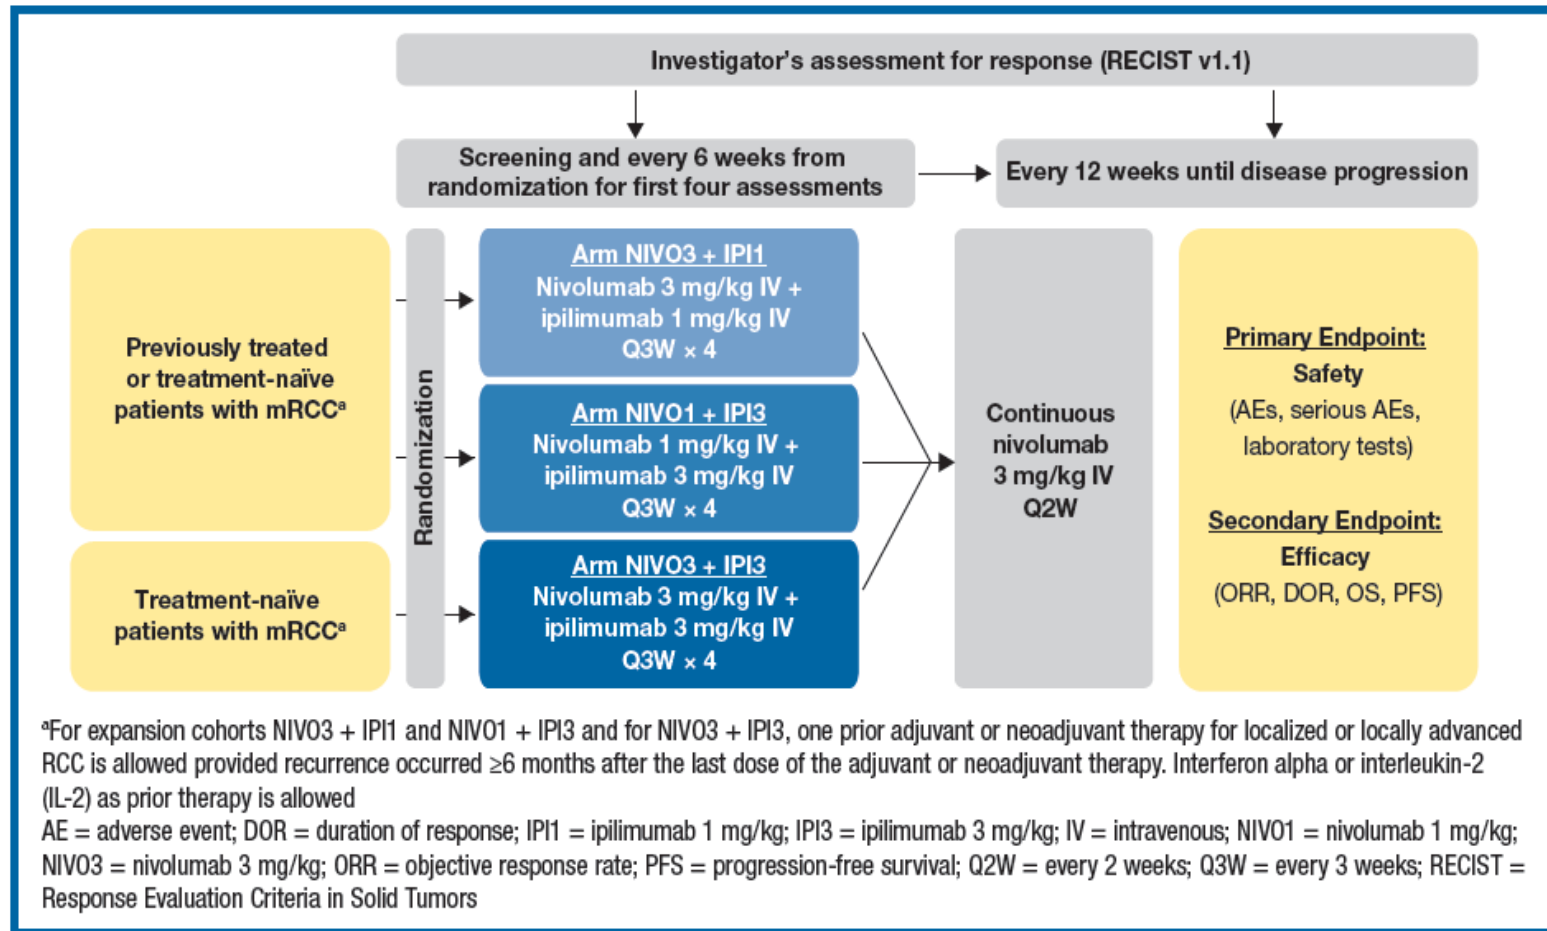 Investigator's assessment for response (RECIST v1.1)
Screening and every 6 weeks from
randomization for first four assessments
Every 12 weeks until disease progression
Previously treated
or treatment-naïve
patients with mRCCᵃ
Treatment-naïve
patients with mRCCᵃ
Randomization
Arm NIVO3 + IPI1
Nivolumab 3 mg/kg IV +
ipilimumab 1 mg/kg IV
Q3W × 4
Arm NIVO1 + IPI3
Nivolumab 1 mg/kg IV +
ipilimumab 3 mg/kg IV
Q3W × 4
Arm NIVO3 + IPI3
Nivolumab 3 mg/kg IV +
ipilimumab 3 mg/kg IV
Q3W × 4
Continuous
nivolumab
3 mg/kg IV
Q2W
Primary Endpoint:
Safety
(AEs, serious AEs,
laboratory tests)
Secondary Endpoint:
Efficacy
(ORR, DOR, OS, PFS)
ᵃFor expansion cohorts NIVO3 + IPI1 and NIVO1 + IPI3 and for NIVO3 + IPI3, one prior adjuvant or neoadjuvant therapy for localized or locally advanced
RCC is allowed provided recurrence occurred ≥6 months after the last dose of the adjuvant or neoadjuvant therapy. Interferon alpha or interleukin-2
(IL-2) as prior therapy is allowed
AE = adverse event; DOR = duration of response; IPI1 = ipilimumab 1 mg/kg; IPI3 = ipilimumab 3 mg/kg; IV = intravenous; NIVO1 = nivolumab 1 mg/kg;
NIVO3 = nivolumab 3 mg/kg; ORR = objective response rate; PFS = progression-free survival; Q2W = every 2 weeks; Q3W = every 3 weeks; RECIST =
Response Evaluation Criteria in Solid Tumors